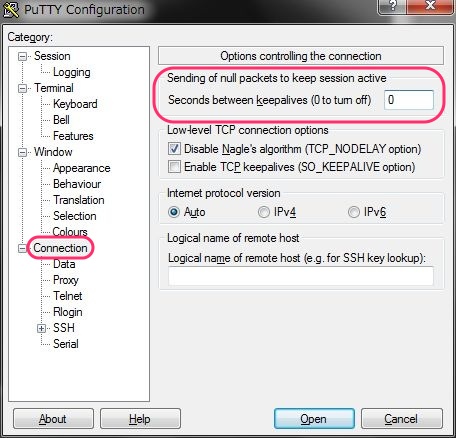 PuTTY Configuration
Category:
Session
Logging
Terminal
Keyboard
Bell
Features
Window
Appearance
Behaviour
Translation
Selection
Colours
Connection
Data
Proxy
Telnet
Rlogin
SSH
Serial
Options controlling the connection
Sending of null packets to keep session active
Seconds between keepalives (0 to turn off)
0
Low-level TCP connection options
Disable Nagle's algorithm (TCP_NODELAY option)
Enable TCP keepalives (SO_KEEPALIVE option)
Internet protocol version
Auto
IPv4
IPv6
Logical name of remote host
Logical name of remote host (e.g. for SSH key lookup):
About
Help
Open
Cancel